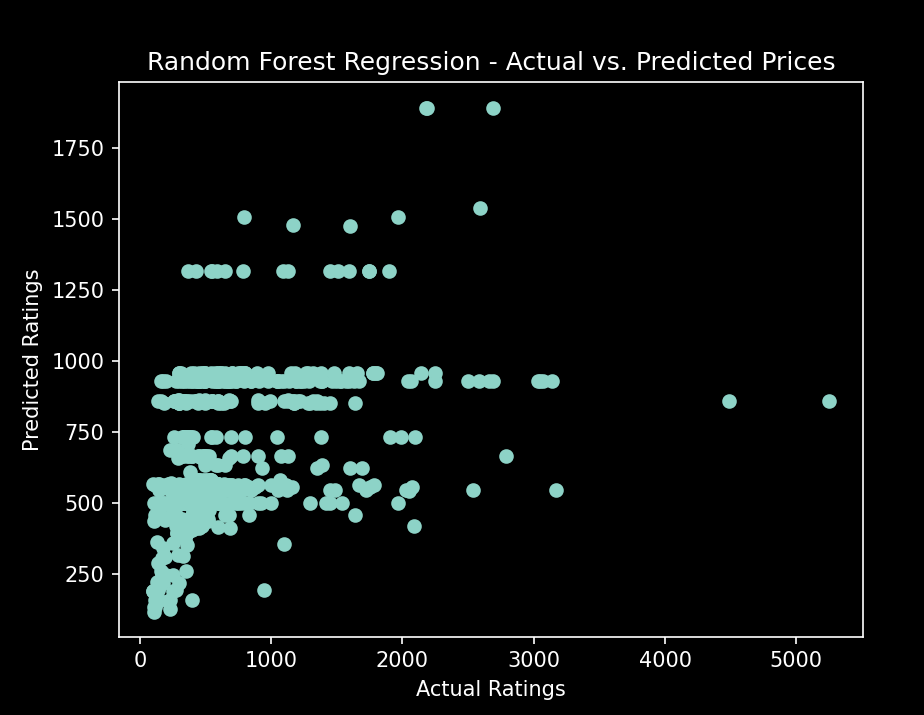 Random Forest Regression - Actual vs. Predicted Prices
1750
1500
1250
1000
750
500
250
Predicted Ratings
0 1000 2000 3000 4000 5000
Actual Ratings